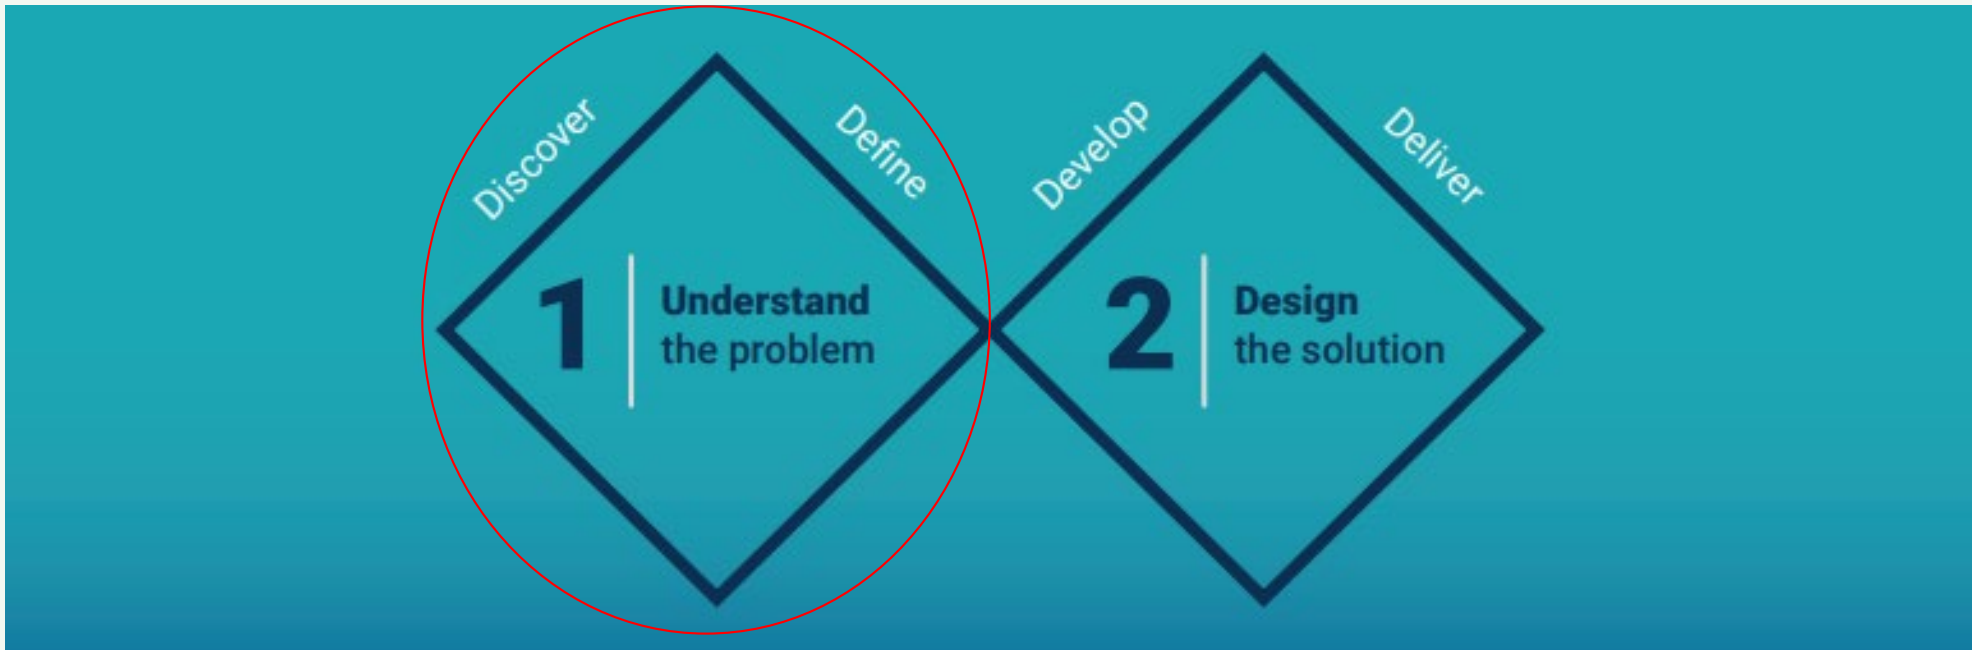 Discover
Define
1
Understand
the problem
Develop
Deliver
2
Design
the solution